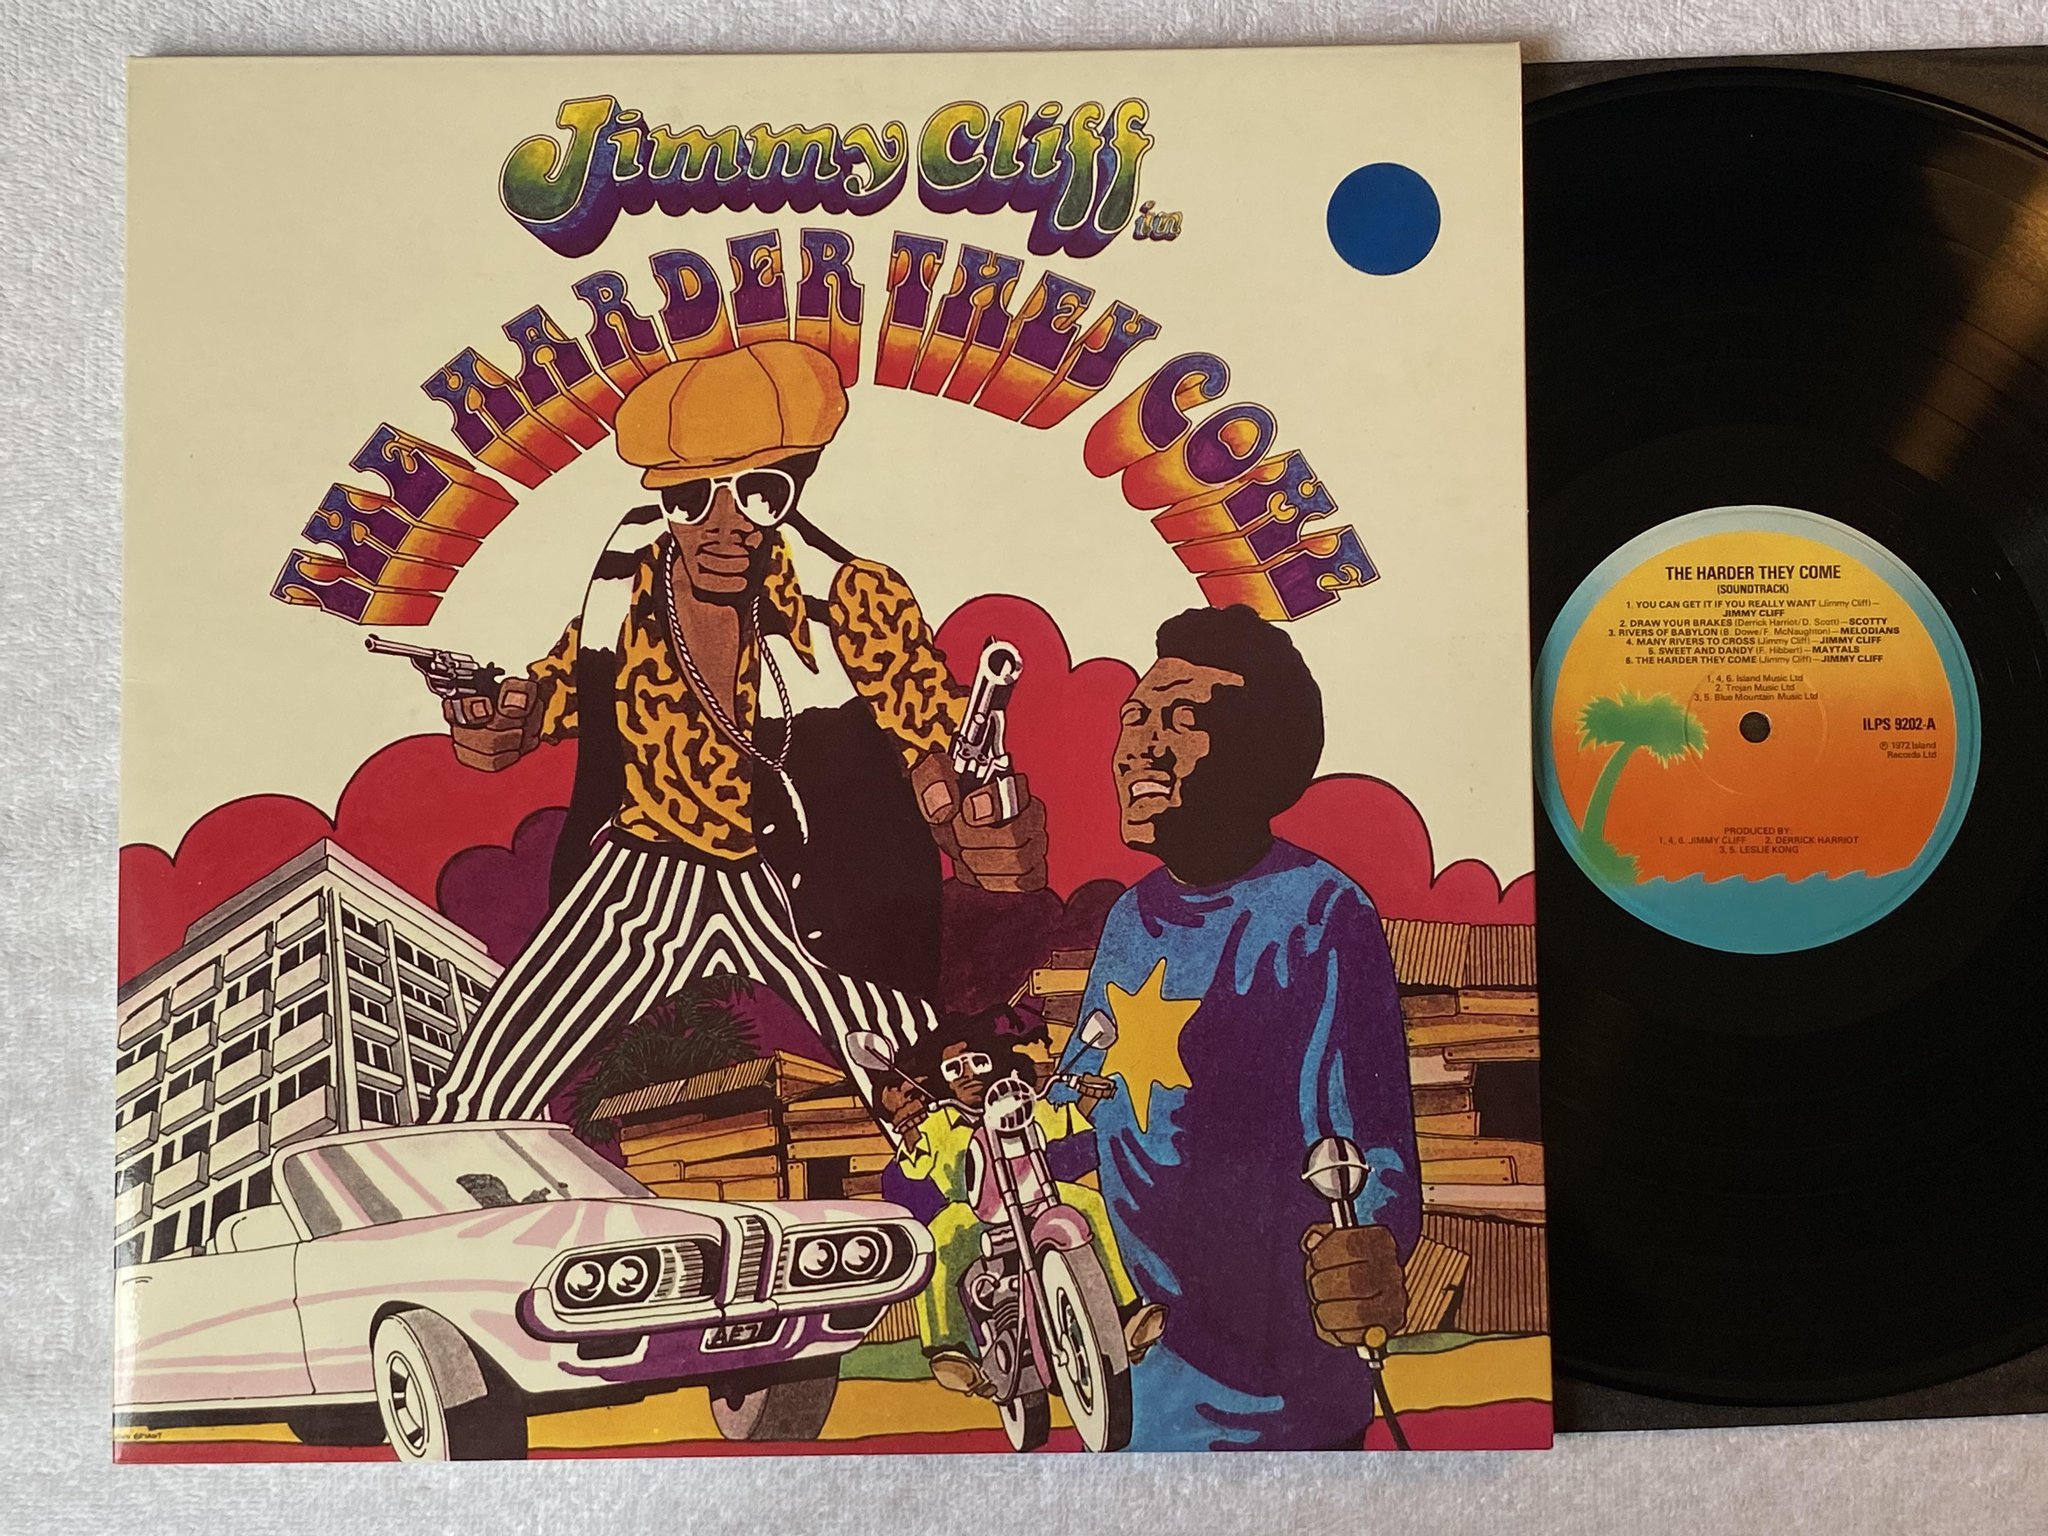 Jimmy Cliff
in
THE HARDER THEY COME
THE HARDER THEY COME
(SOUNDTRACK)
1. YOU CAN GET IT IF YOU REALLY WANT (Jimmy Cliff)—
JIMMY CLIFF
2. DRAW YOUR BRAKES (Derrick Harriot/D. Scott)—SCOTTY
3. RIVERS OF BABYLON (B. Dowe/F. McNaughton)—MELODIANS
4. MANY RIVERS TO CROSS (Jimmy Cliff)—JIMMY CLIFF
5. SWEET AND DANDY (F. Hibbert)—MAYTALS
6. THE HARDER THEY COME (Jimmy Cliff)—JIMMY CLIFF
1, 4, 6. Island Music Ltd
2. Trojan Music Ltd
3, 5. Blue Mountain Music Ltd
ILPS 9202-A
℗ 1972 Island
Records Ltd
PRODUCED BY:
1, 4, 6. JIMMY CLIFF 2. DERRICK HARRIOT
3, 5. LESLIE KONG